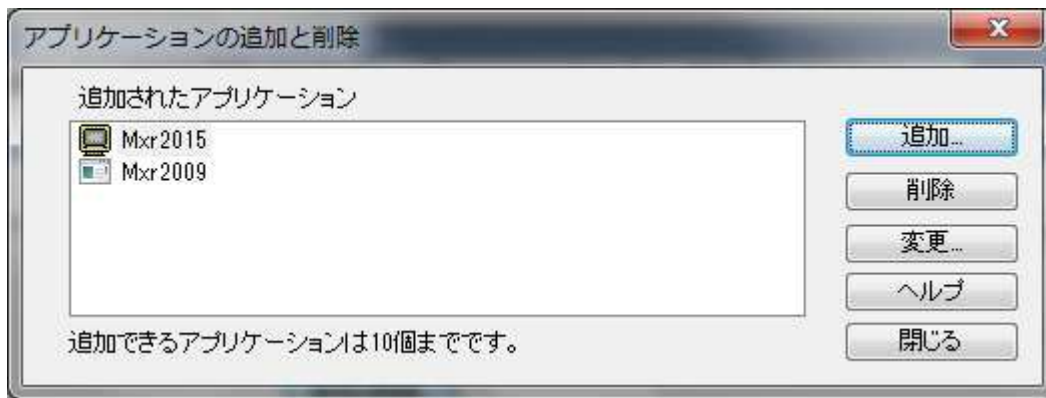 アプリケーションの追加と削除
追加されたアプリケーション
Mxr2015
Mxr2009
追加...
削除
変更...
ヘルプ
閉じる
追加できるアプリケーションは10個までです。